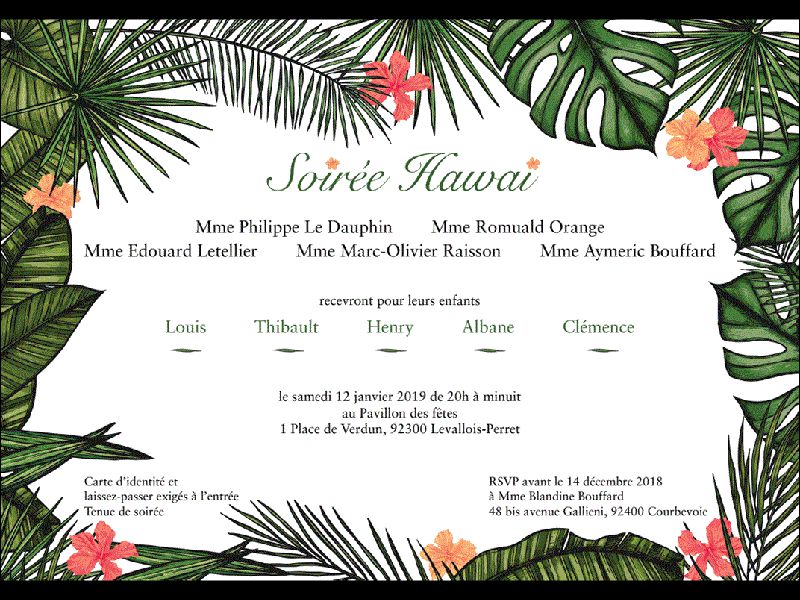 Soirée Hawai
Mme Philippe Le Dauphin Mme Romuald Orange
Mme Edouard Letellier Mme Marc-Olivier Raisson Mme Aymeric Bouffard
recevront pour leurs enfants
Louis Thibault Henry Albane Clémence
le samedi 12 janvier 2019 de 20h à minuit
au Pavillon des fêtes
1 Place de Verdun, 92300 Levallois-Perret
Carte d'identité et
laissez-passer exigés à l'entrée
Tenue de soirée
RSVP avant le 14 décembre 2018
à Mme Blandine Bouffard
48 bis avenue Gallieni, 92400 Courbevoie